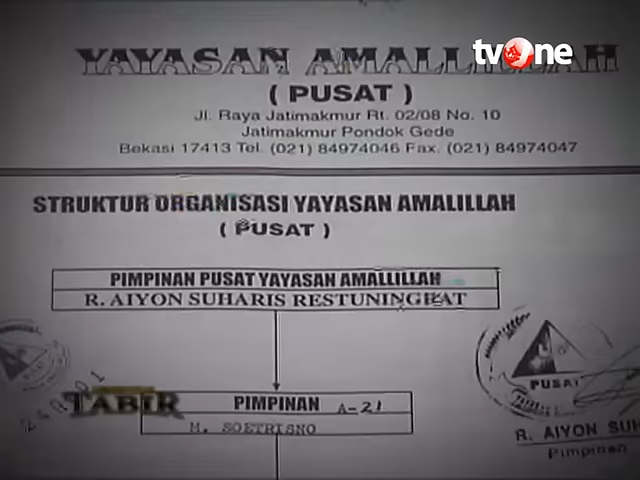 tvOne
YAYASAN AMALLILLAH
( PUSAT )
Jl. Raya Jatimakmur Rt. 02/08 No. 10
Jatimakmur Pondok Gede
Bekasi 17413 Tel. (021) 84974046 Fax. (021) 84974047
STRUKTUR ORGANISASI YAYASAN AMALILLAH
( PUSAT )
PIMPINAN PUSAT YAYASAN AMALLILLAH
R. AIYON SUHARIS RESTUNINGRAT
TABIR
PIMPINAN A-21
M. SOETRISNO
PUSAT
R. AIYON SUH
Pimpinan